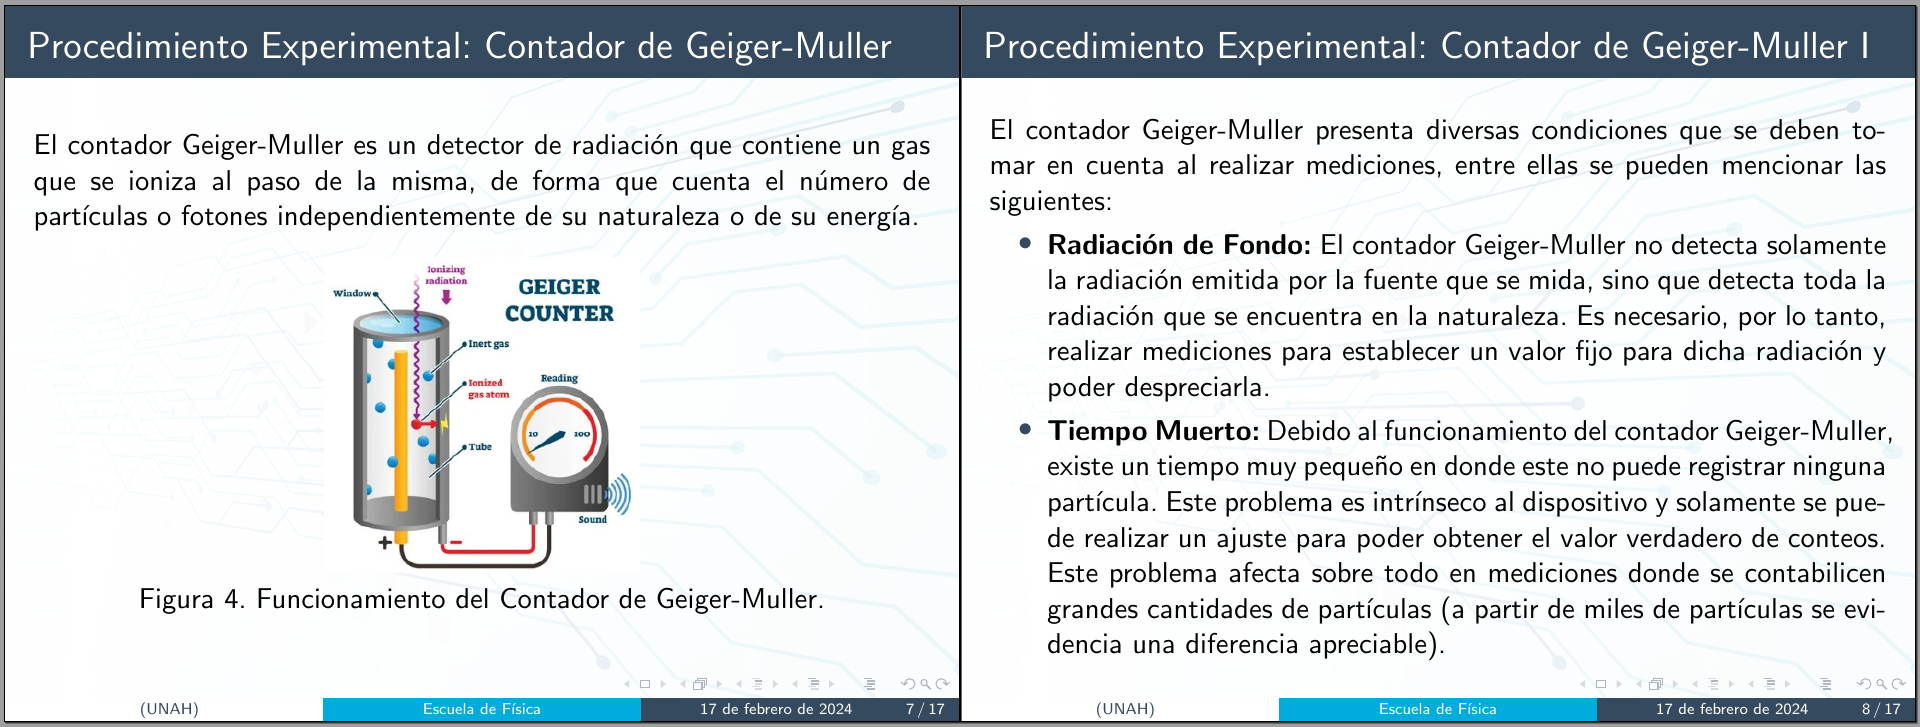 Procedimiento Experimental: Contador de Geiger-Muller
El contador Geiger-Muller es un detector de radiación que contiene un gas
que se ioniza al paso de la misma, de forma que cuenta el número de
partículas o fotones independientemente de su naturaleza o de su energía.
Ionizing
radiation
Window
GEIGER
COUNTER
Inert gas
Ionized
gas atom
Reading
10
100
Tube
Sound
+
−
Figura 4. Funcionamiento del Contador de Geiger-Muller.
(UNAH)
Escuela de Física
17 de febrero de 2024
7 / 17
Procedimiento Experimental: Contador de Geiger-Muller I
El contador Geiger-Muller presenta diversas condiciones que se deben to-
mar en cuenta al realizar mediciones, entre ellas se pueden mencionar las
siguientes:
Radiación de Fondo: El contador Geiger-Muller no detecta solamente
la radiación emitida por la fuente que se mida, sino que detecta toda la
radiación que se encuentra en la naturaleza. Es necesario, por lo tanto,
realizar mediciones para establecer un valor fijo para dicha radiación y
poder despreciarla.
Tiempo Muerto: Debido al funcionamiento del contador Geiger-Muller,
existe un tiempo muy pequeño en donde este no puede registrar ninguna
partícula. Este problema es intrínseco al dispositivo y solamente se pue-
de realizar un ajuste para poder obtener el valor verdadero de conteos.
Este problema afecta sobre todo en mediciones donde se contabilicen
grandes cantidades de partículas (a partir de miles de partículas se evi-
dencia una diferencia apreciable).
(UNAH)
Escuela de Física
17 de febrero de 2024
8 / 17